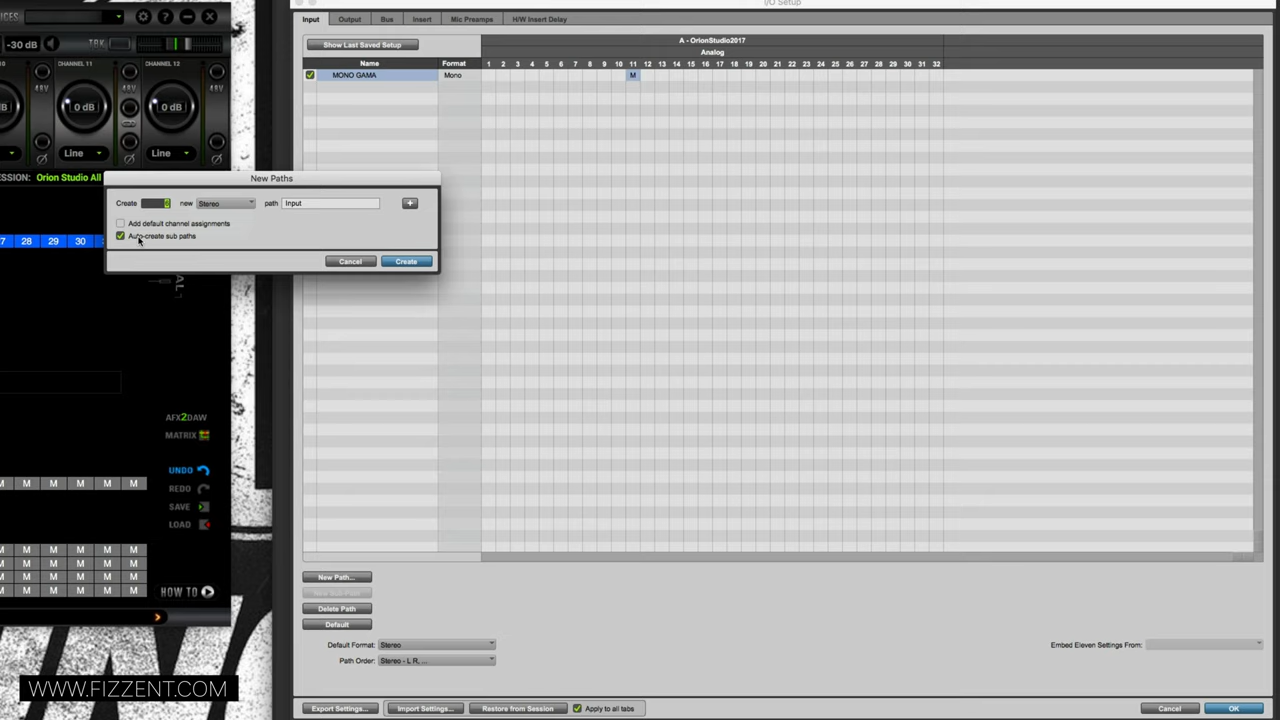 I/O Setup
Input Output Bus Insert Mic Preamps H/W Insert Delay
Show Last Saved Setup
A - OrionStudio2017
Analog
Name Format 1 2 3 4 5 6 7 8 9 10 11 12 13 14 15 16 17 18 19 20 21 22 23 24 25 26 27 28 29 30 31 32
MONO GAMA Mono M
CHANNEL 11 CHANNEL 12
48V 48V 48V
0 dB 0 dB
Line Line
SESSION: Orion Studio All
New Paths
Create new Stereo path Input +
Add default channel assignments
Auto-create sub paths
Cancel Create
27 28 29 30
AFX2DAW
MATRIX
UNDO
REDO
SAVE
LOAD
M M M M M M
M M M M M M
M M M M M M
M M M M M M
M M M M M M
HOW TO
New Path...
New Sub-Path
Delete Path
Default
Default Format: Stereo
Embed Eleven Settings From:
Path Order: Stereo - L R, ...
WWW.FIZZENT.COM
Export Settings... Import Settings... Restore from Session Apply to all tabs Cancel OK